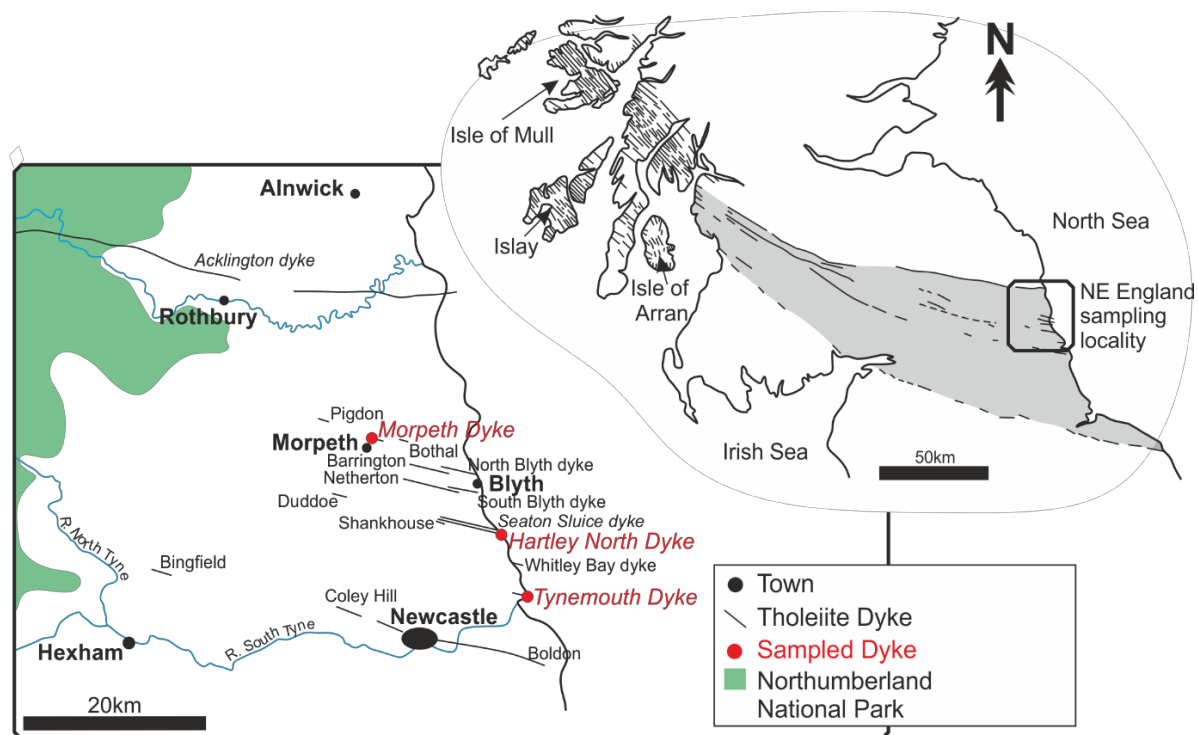 N
Isle of Mull
Islay
Isle of
Arran
North Sea
NE England
sampling
locality
Irish Sea
50km
Alnwick
Acklington dyke
Rothbury
Pigdon
Morpeth Dyke
Morpeth
Bothal
Barrington
North Blyth dyke
Netherton
Blyth
Duddoe
South Blyth dyke
Shankhouse
Seaton Sluice dyke
Hartley North Dyke
R. North Tyne
Bingfield
Whitley Bay dyke
Coley Hill
Tynemouth Dyke
Newcastle
Hexham
R. South Tyne
Boldon
20km
Town
Tholeiite Dyke
Sampled Dyke
Northumberland
National Park